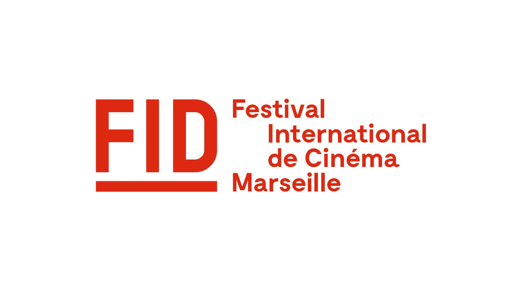 FID
Festival
International
de Cinéma
Marseille